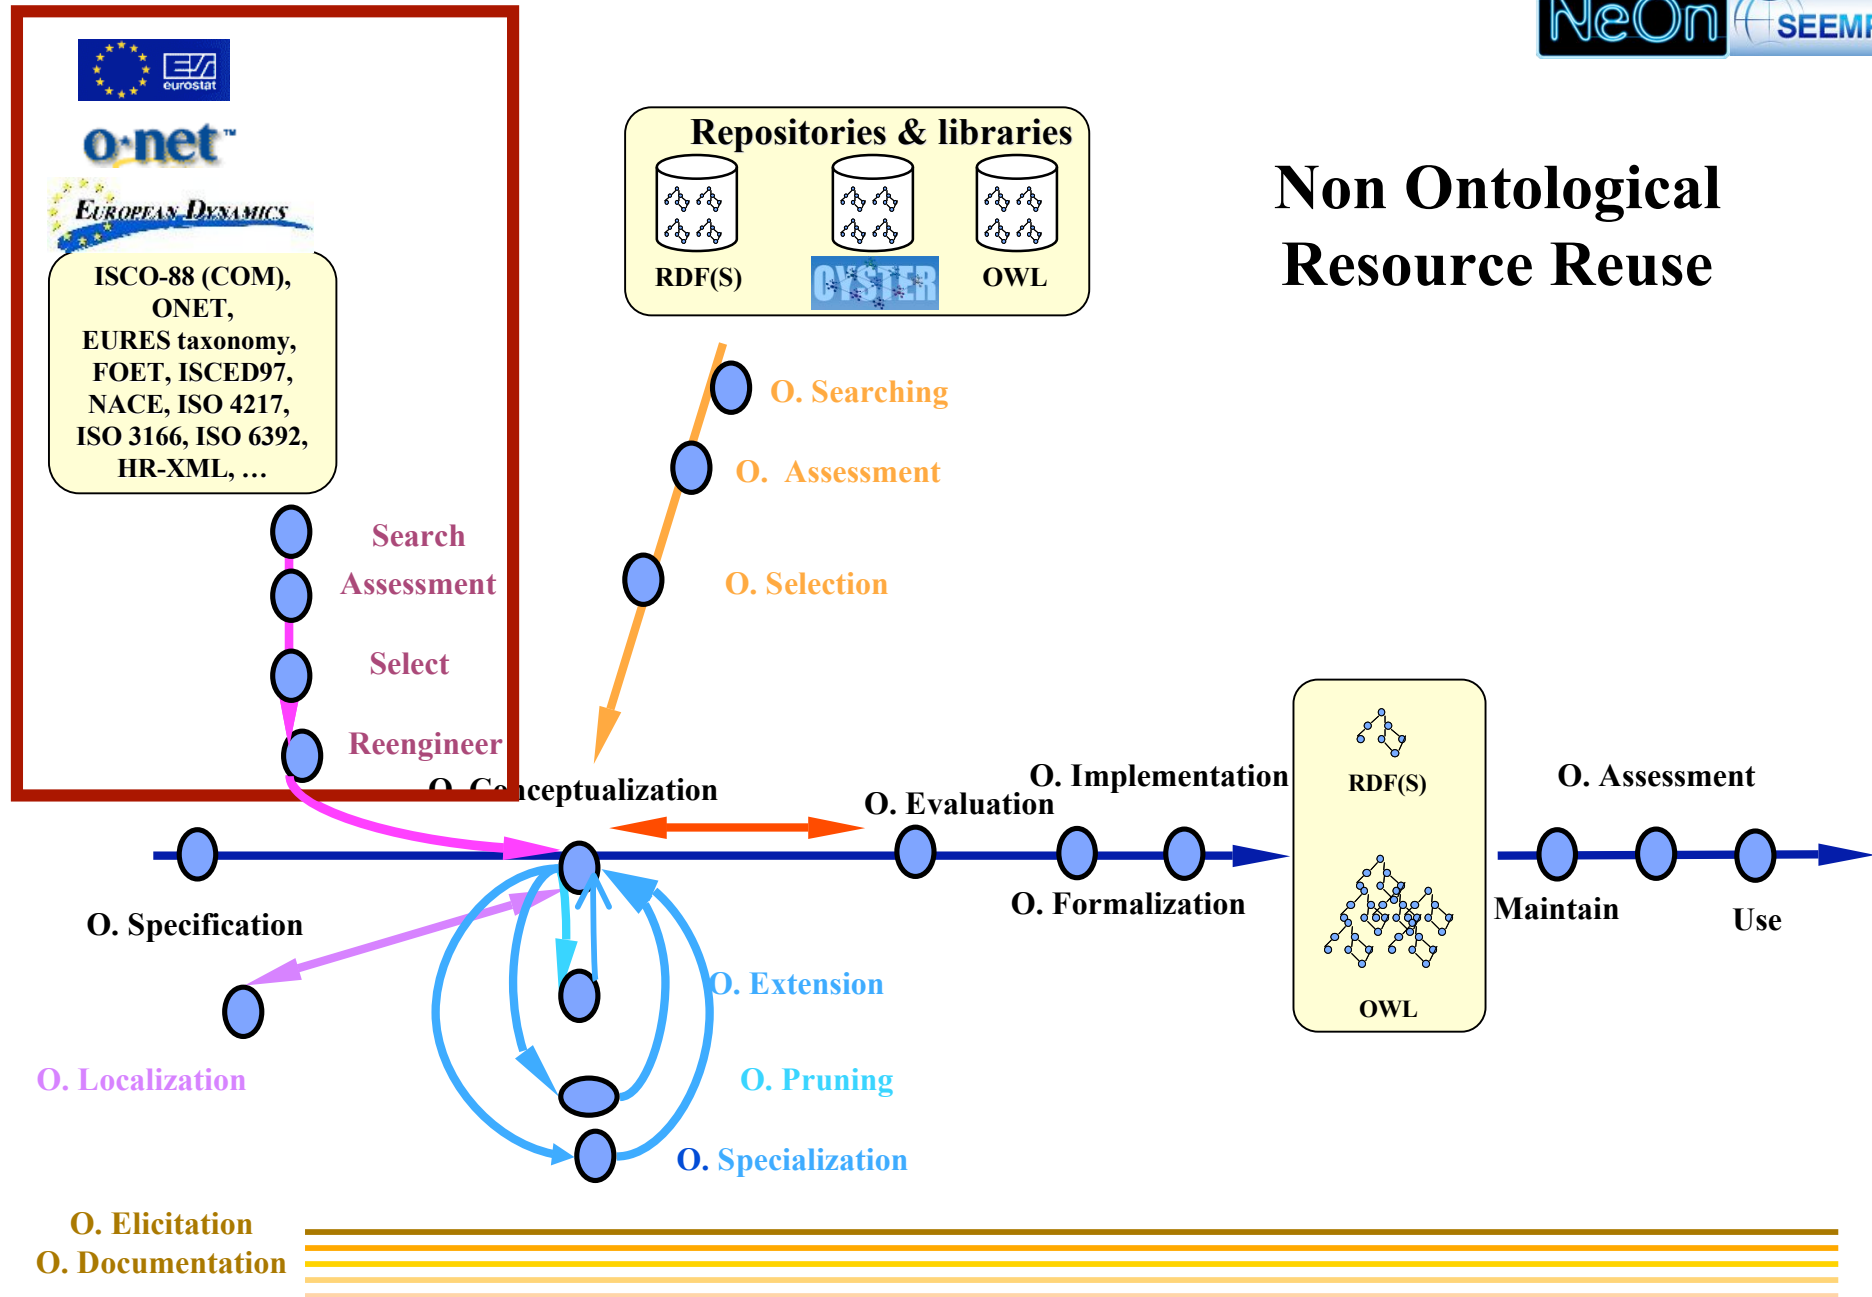 NeOn
SEEMP
eurostat
o*net™
EUROPEAN DYNAMICS
ISCO-88 (COM),
ONET,
EURES taxonomy,
FOET, ISCED97,
NACE, ISO 4217,
ISO 3166, ISO 6392,
HR-XML, …
Repositories & libraries
RDF(S)
OYSTER
OWL
Non Ontological
Resource Reuse
O. Searching
O. Assessment
O. Selection
Search
Assessment
Select
Reengineer
O. Conceptualization
O. Evaluation
O. Implementation
RDF(S)
O. Assessment
O. Specification
O. Formalization
Maintain
Use
O. Extension
OWL
O. Localization
O. Pruning
O. Specialization
O. Elicitation
O. Documentation